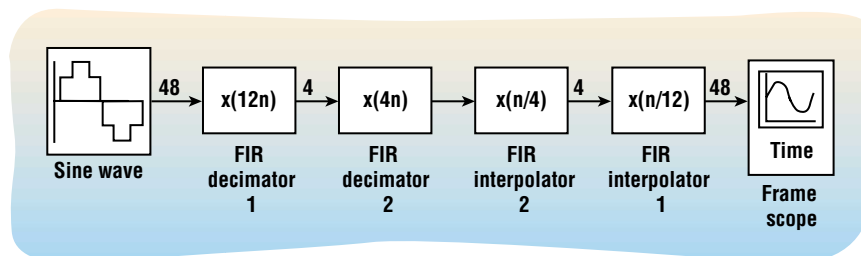 48
x(12n)
4
x(4n)
x(n/4)
4
x(n/12)
48
Time
Sine wave
FIR
decimator
1
FIR
decimator
2
FIR
interpolator
2
FIR
interpolator
1
Frame
scope